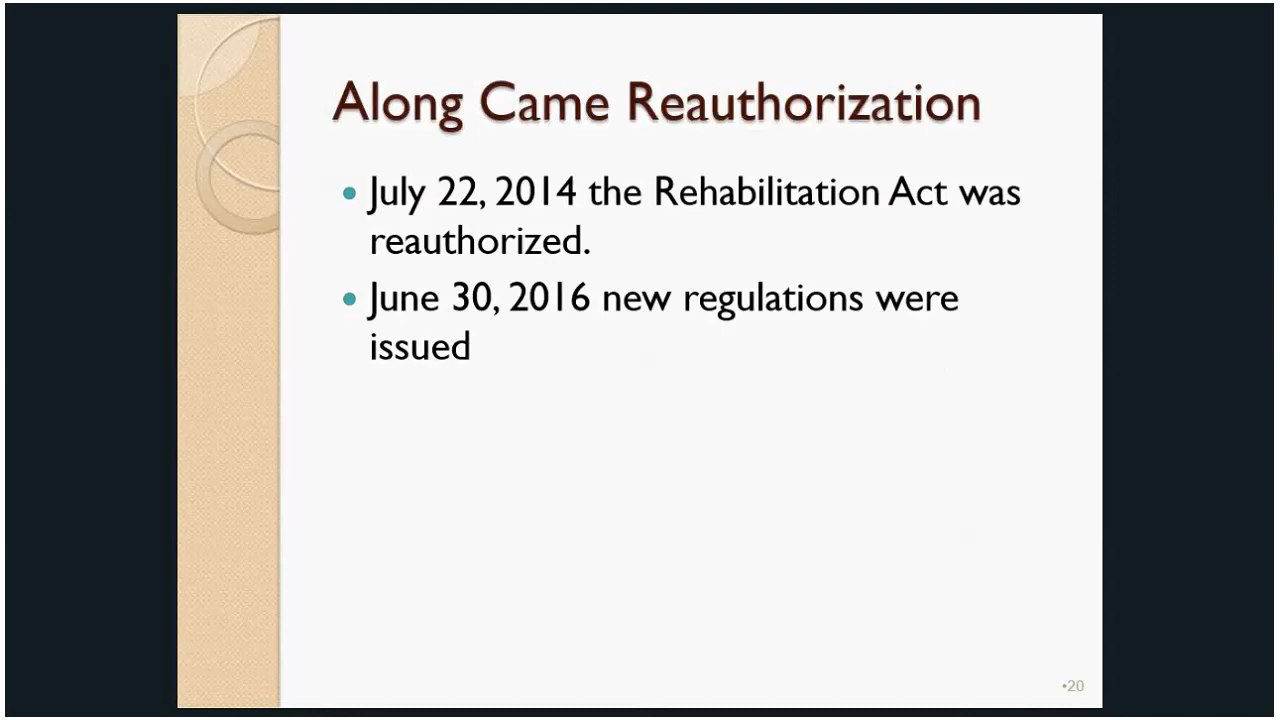 Along Came Reauthorization
• July 22, 2014 the Rehabilitation Act was
reauthorized.
• June 30, 2016 new regulations were
issued
•20